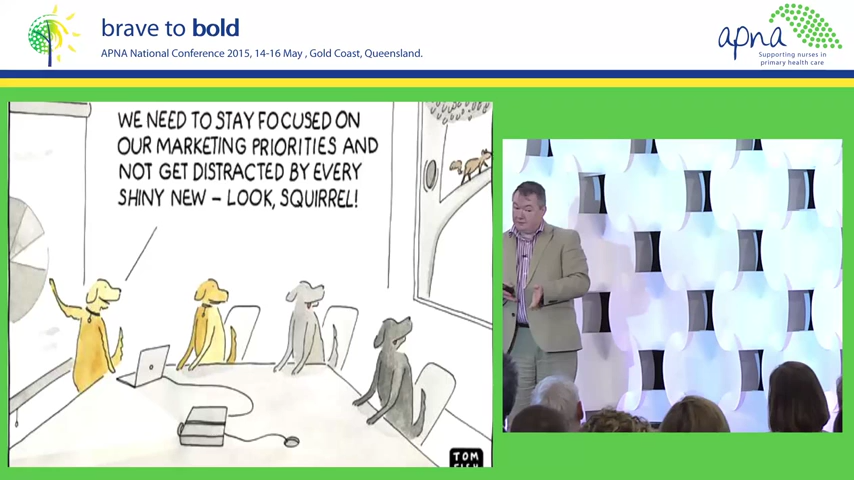 brave to bold
APNA National Conference 2015, 14-16 May , Gold Coast, Queensland.
apna
Supporting nurses in
primary health care
WE NEED TO STAY FOCUSED ON
OUR MARKETING PRIORITIES AND
NOT GET DISTRACTED BY EVERY
SHINY NEW – LOOK, SQUIRREL!
TOM